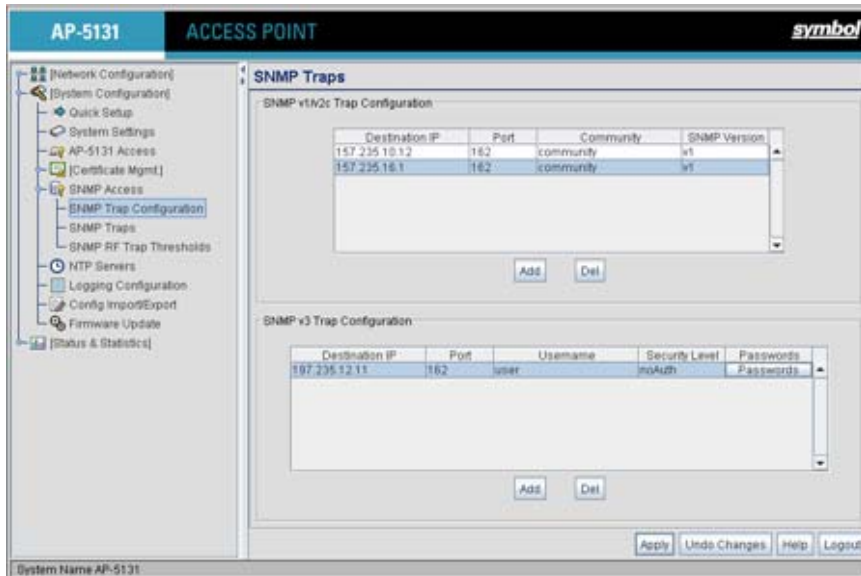 AP-5131
ACCESS POINT
symbol
[Network Configuration]
[System Configuration]
Quick Setup
System Settings
AP-5131 Access
[Certificate Mgmt]
SNMP Access
SNMP Trap Configuration
SNMP Traps
SNMP RF Trap Thresholds
NTP Servers
Logging Configuration
Config Import/Export
Firmware Update
[Status & Statistics]
SNMP Traps
SNMP v1/v2c Trap Configuration
Destination IP Port Community SNMP Version
157.235.10.12 162 community v1
157.235.16.1 162 community v1
Add Del
SNMP v3 Trap Configuration
Destination IP Port Username Security Level Passwords
197.235.12.11 162 user noAuth Passwords
Add Del
Apply Undo Changes Help Logout
System Name AP-5131